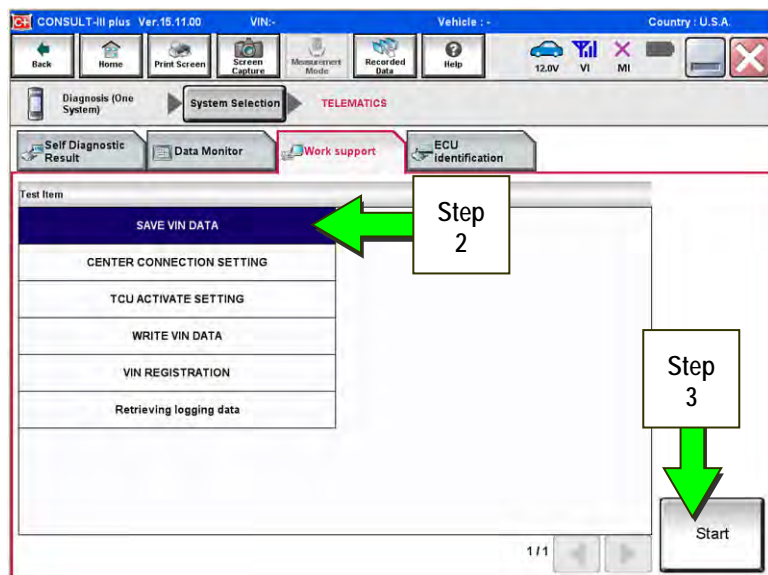 C+ CONSULT-III plus Ver.15.11.00 VIN:- Vehicle : - Country : U.S.A.
Back Home Print Screen Screen Capture Measurement Mode Recorded Data Help 12.0V VI MI
Diagnosis (One System) System Selection TELEMATICS
Self Diagnostic Result Data Monitor Work support ECU identification
Test Item
SAVE VIN DATA
Step
2
CENTER CONNECTION SETTING
TCU ACTIVATE SETTING
WRITE VIN DATA
VIN REGISTRATION
Retrieving logging data
Step
3
Start
1/1